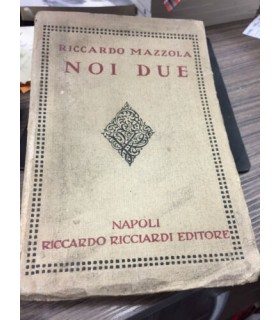 RICCARDO MAZZOLA
NOI DUE
NAPOLI
RICCARDO RICCIARDI EDITORE